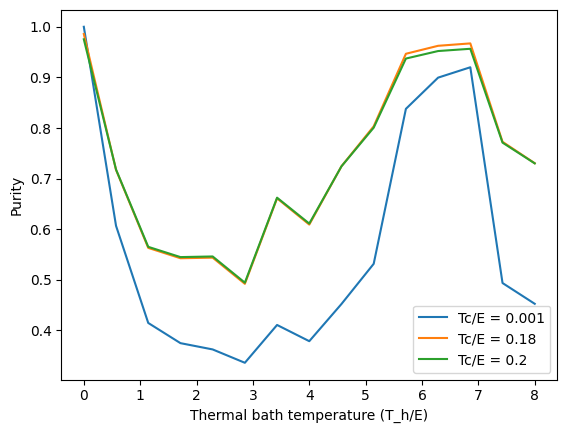 1.0
0.9
0.8
0.7
0.6
0.5
0.4
Purity
Tc/E = 0.001
Tc/E = 0.18
Tc/E = 0.2
0 1 2 3 4 5 6 7 8
Thermal bath temperature (T_h/E)